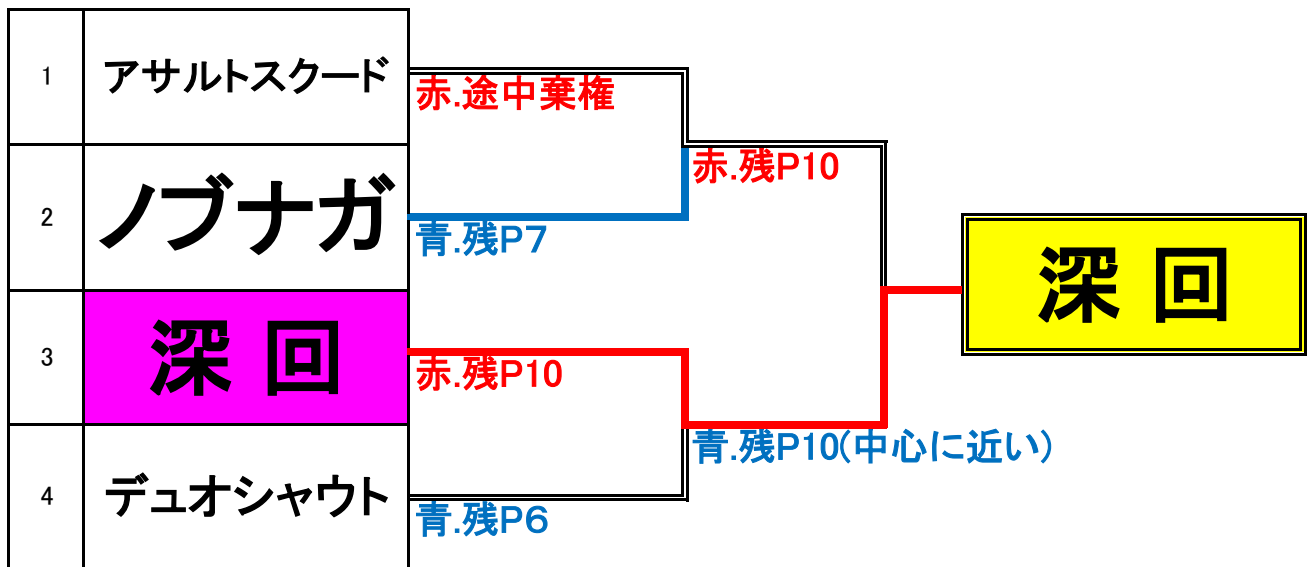 1
アサルトスクード
赤.途中棄権
2
ノブナガ
青.残P7
赤.残P10
3
深 回
赤.残P10
4
デュオシャウト
青.残P6
青.残P10(中心に近い)
深 回